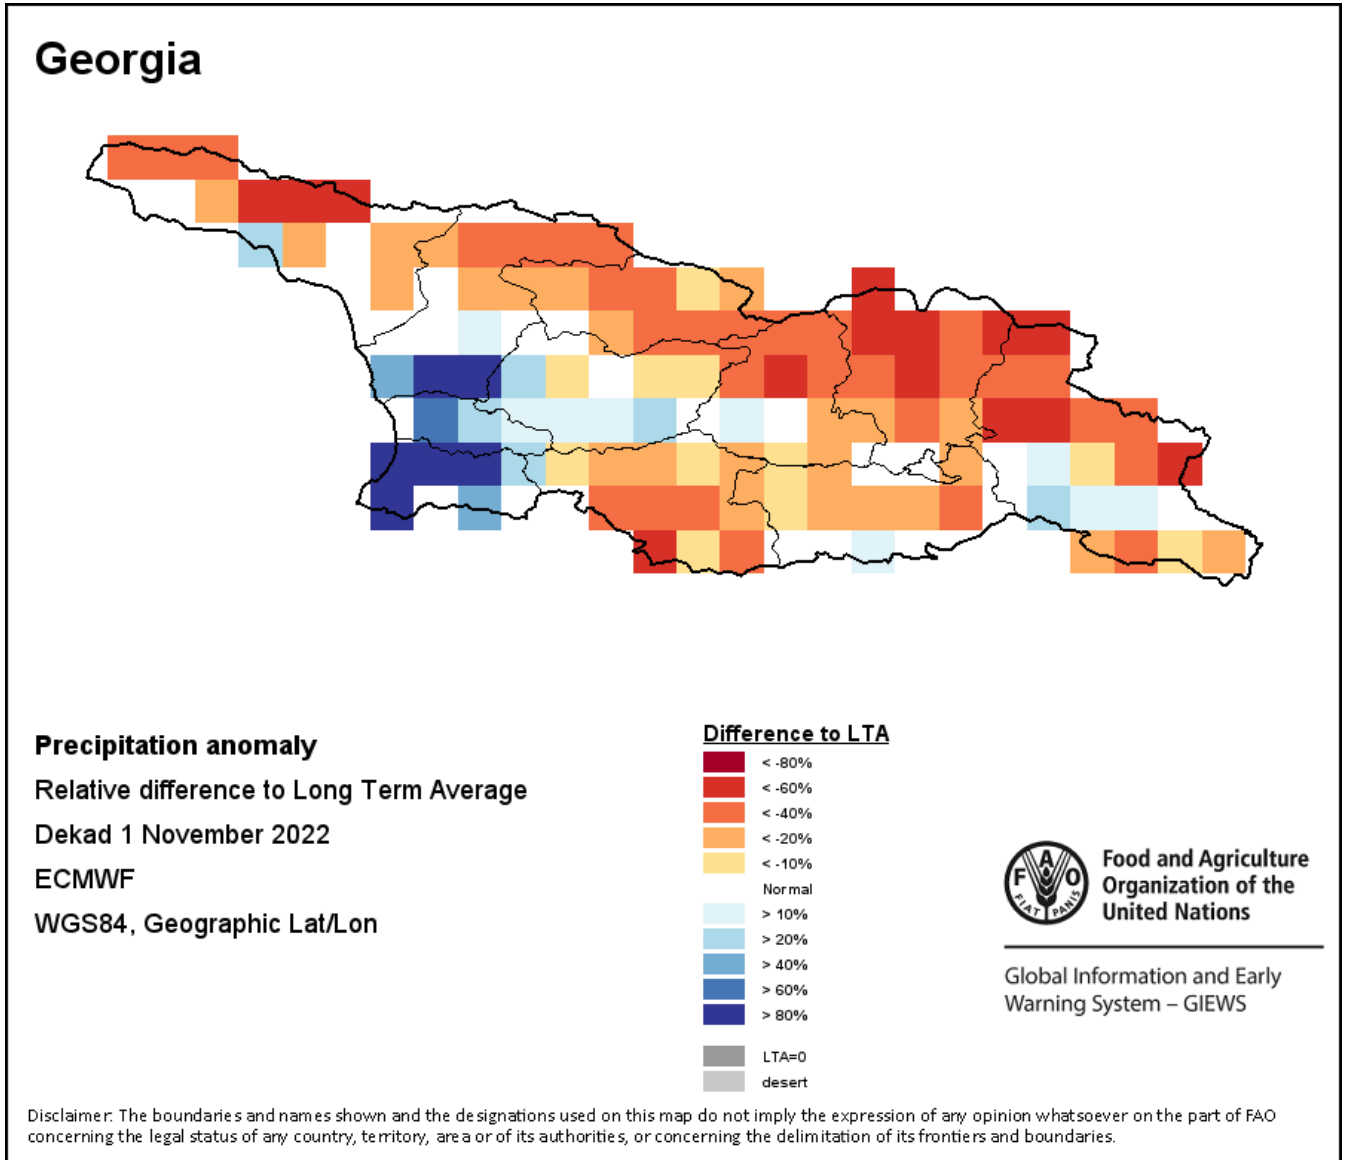 Georgia
Precipitation anomaly
Relative difference to Long Term Average
Dekad 1 November 2022
ECMWF
WGS84, Geographic Lat/Lon
Difference to LTA
< -80%
< -60%
< -40%
< -20%
< -10%
Normal
> 10%
> 20%
> 40%
> 60%
> 80%
LTA=0
desert
F A O
FIAT PANIS
Food and Agriculture
Organization of the
United Nations
Global Information and Early
Warning System – GIEWS
Disclaimer: The boundaries and names shown and the designations used on this map do not imply the expression of any opinion whatsoever on the part of FAO
concerning the legal status of any country, territory, area or of its authorities, or concerning the delimitation of its frontiers and boundaries.